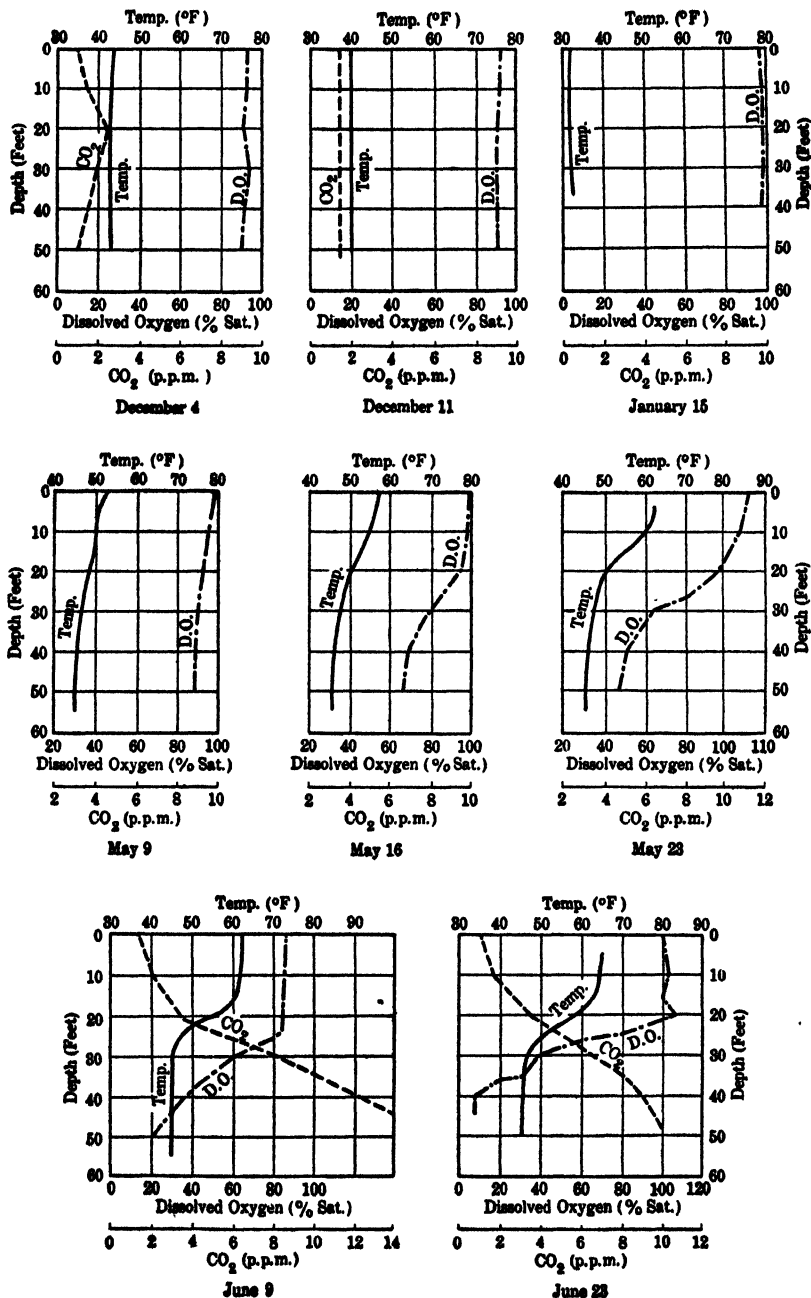 Temp. (°F)
30 40 50 60 70 80
0
10
20
30
40
50
60
Depth (Feet)
CO2
Temp.
D.O.
0 20 40 60 80 100
Dissolved Oxygen (% Sat.)
0 2 4 6 8 10
CO2 (p.p.m.)
December 4
Temp. (°F)
30 40 50 60 70 80
CO2
Temp.
D.O.
0 20 40 60 80 100
Dissolved Oxygen (% Sat.)
0 2 4 6 8 10
CO2 (p.p.m.)
December 11
Temp. (°F)
30 40 50 60 70 80
0
10
20
30
40
50
60
Depth (Feet)
Temp.
D.O.
0 20 40 60 80 100
Dissolved Oxygen (% Sat.)
0 2 4 6 8 10
CO2 (p.p.m.)
January 15
Temp. (°F)
40 50 60 70 80
0
10
20
30
40
50
60
Depth (Feet)
Temp.
D.O.
20 40 60 80 100
Dissolved Oxygen (% Sat.)
2 4 6 8 10
CO2 (p.p.m.)
May 9
Temp. (°F)
40 50 60 70 80
Temp.
D.O.
20 40 60 80 100
Dissolved Oxygen (% Sat.)
2 4 6 8 10
CO2 (p.p.m.)
May 16
Temp. (°F)
40 50 60 70 80 90
0
10
20
30
40
50
60
Depth (Feet)
Temp.
D.O.
20 40 60 80 100 110
Dissolved Oxygen (% Sat.)
2 4 6 8 10 12
CO2 (p.p.m.)
May 23
Temp. (°F)
30 40 50 60 70 80 90
0
10
20
30
40
50
60
Depth (Feet)
Temp.
CO2
D.O.
0 20 40 60 80 100
Dissolved Oxygen (% Sat.)
0 2 4 6 8 10 12 14
CO2 (p.p.m.)
June 9
Temp. (°F)
30 40 50 60 70 80 90
0
10
20
30
40
50
60
Depth (Feet)
Temp.
CO2
D.O.
0 20 40 60 80 100 120
Dissolved Oxygen (% Sat.)
0 2 4 6 8 10 12
CO2 (p.p.m.)
June 23